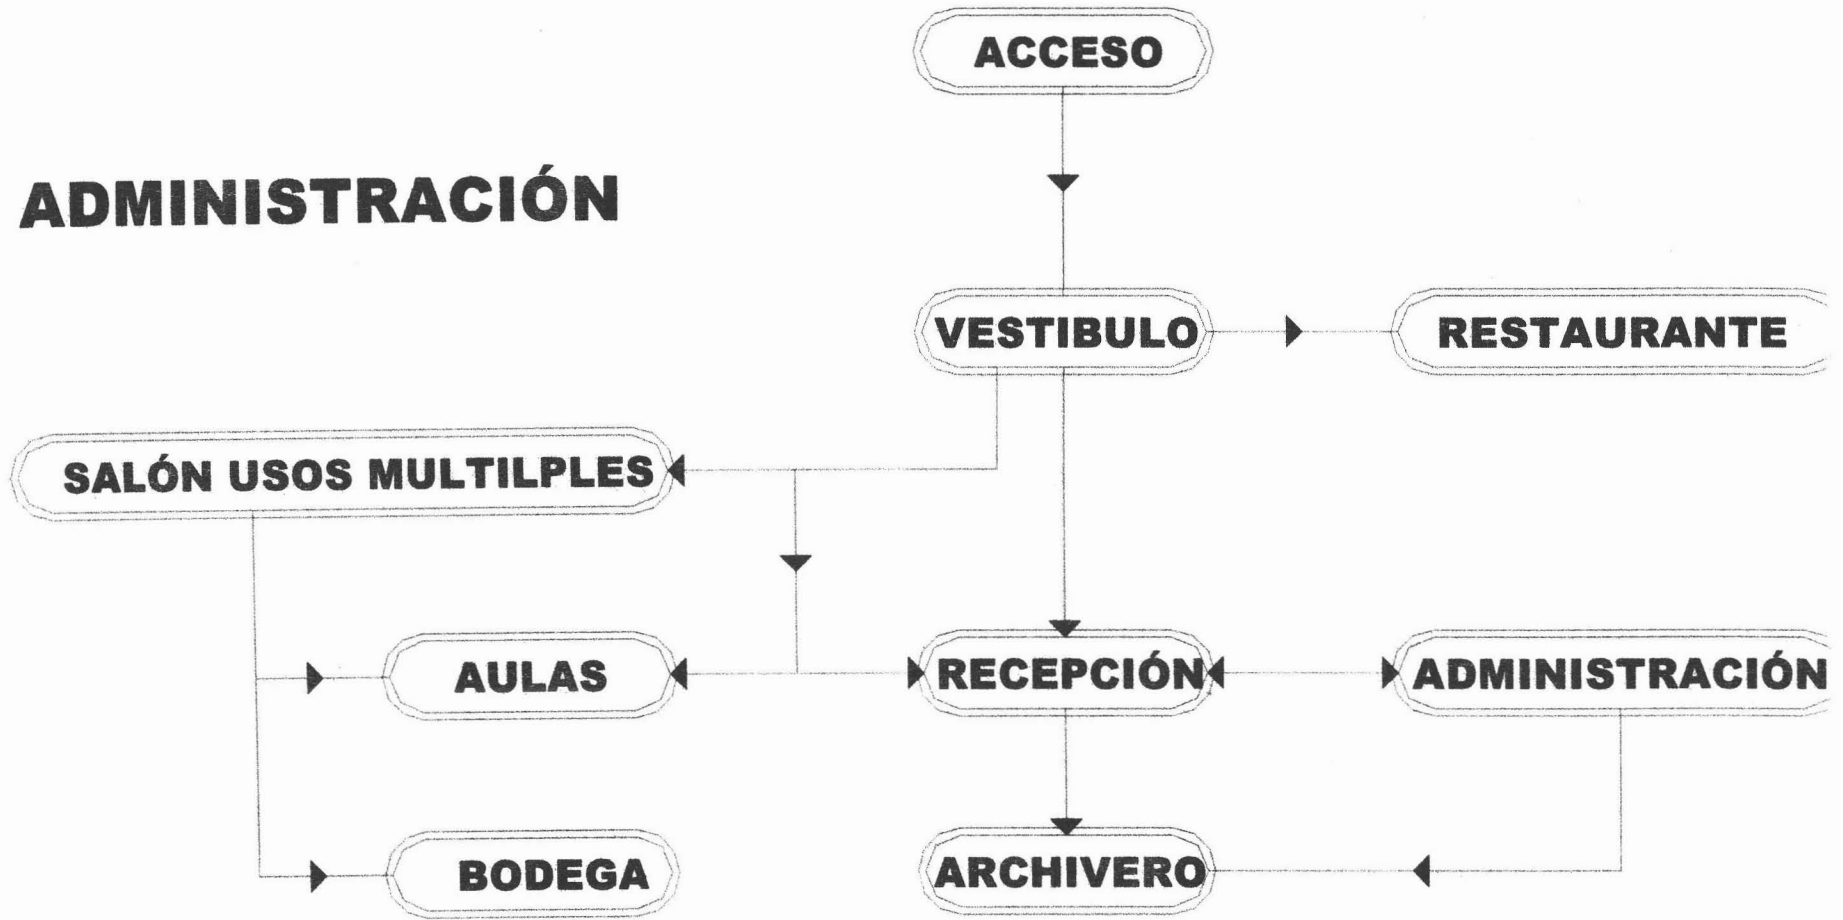 ACCESO
ADMINISTRACIÓN
VESTIBULO
RESTAURANTE
SALÓN USOS MULTILPLES
AULAS
RECEPCIÓN
ADMINISTRACIÓN
BODEGA
ARCHIVERO